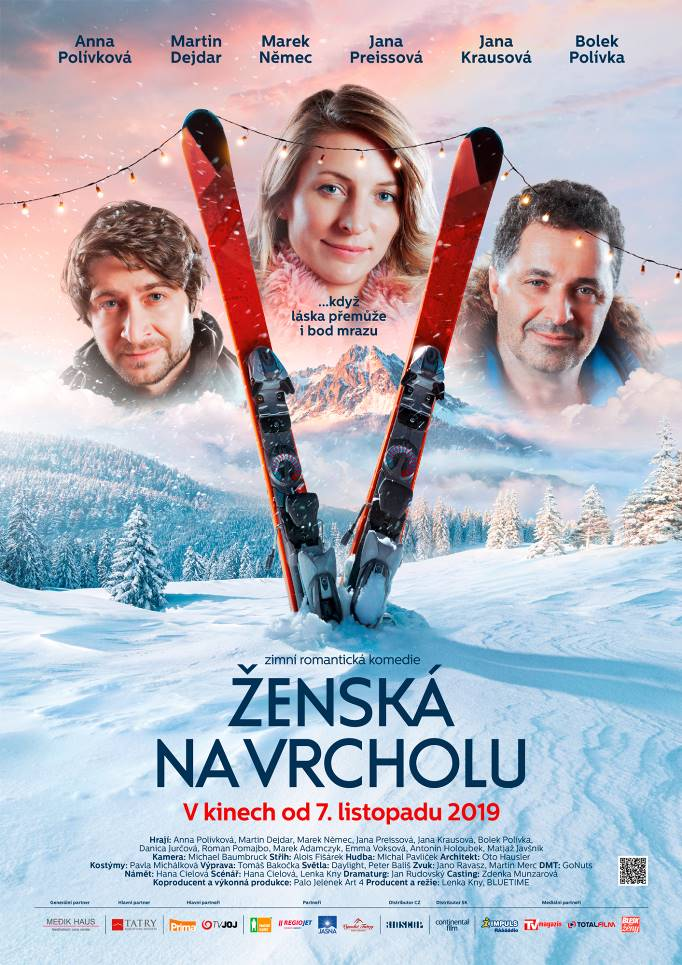 Anna Polívková
Martin Dejdar
Marek Němec
Jana Preissová
Jana Krausová
Bolek Polívka
...když
láska přemůže
i bod mrazu
zimní romantická komedie
ŽENSKÁ
NA VRCHOLU
V kinech od 7. listopadu 2019
Hrají: Anna Polívková, Martin Dejdar, Marek Němec, Jana Preissová, Jana Krausová, Bolek Polívka,
Danica Jurčová, Roman Pomajbo, Marek Adamczyk, Emma Voksová, Antonín Holoubek, Matjaž Javšnik
Kamera: Michael Baumbruck Střih: Alois Fišárek Hudba: Michal Pavlíček Architekt: Oto Hausler
Kostýmy: Pavla Michálková Výprava: Tomáš Bakočka Světla: Daylight, Peter Bališ Zvuk: Jano Ravasz, Martin Merc DMT: GoNuts
Námět: Hana Cielová Scénář: Hana Cielová, Lenka Kny Dramaturg: Jan Rudovský Casting: Zdenka Munzarová
Koproducent a výkonná produkce: Palo Jelenek Art 4 Producent a režie: Lenka Kny, BLUETIME
Generální partner
Hlavní partner
Hlavní partneři
Partneři
Distributor CZ
Distributor SK
Mediální partneři
MEDIK HAUS
TATRY
Prima
TV JOJ
REGIOJET
JASNÁ
Vysoké Tatry
BIOSCOP
continental film
IMPULS
Ráááádio
TV magazín
TOTALFILM
BLESK
ženy